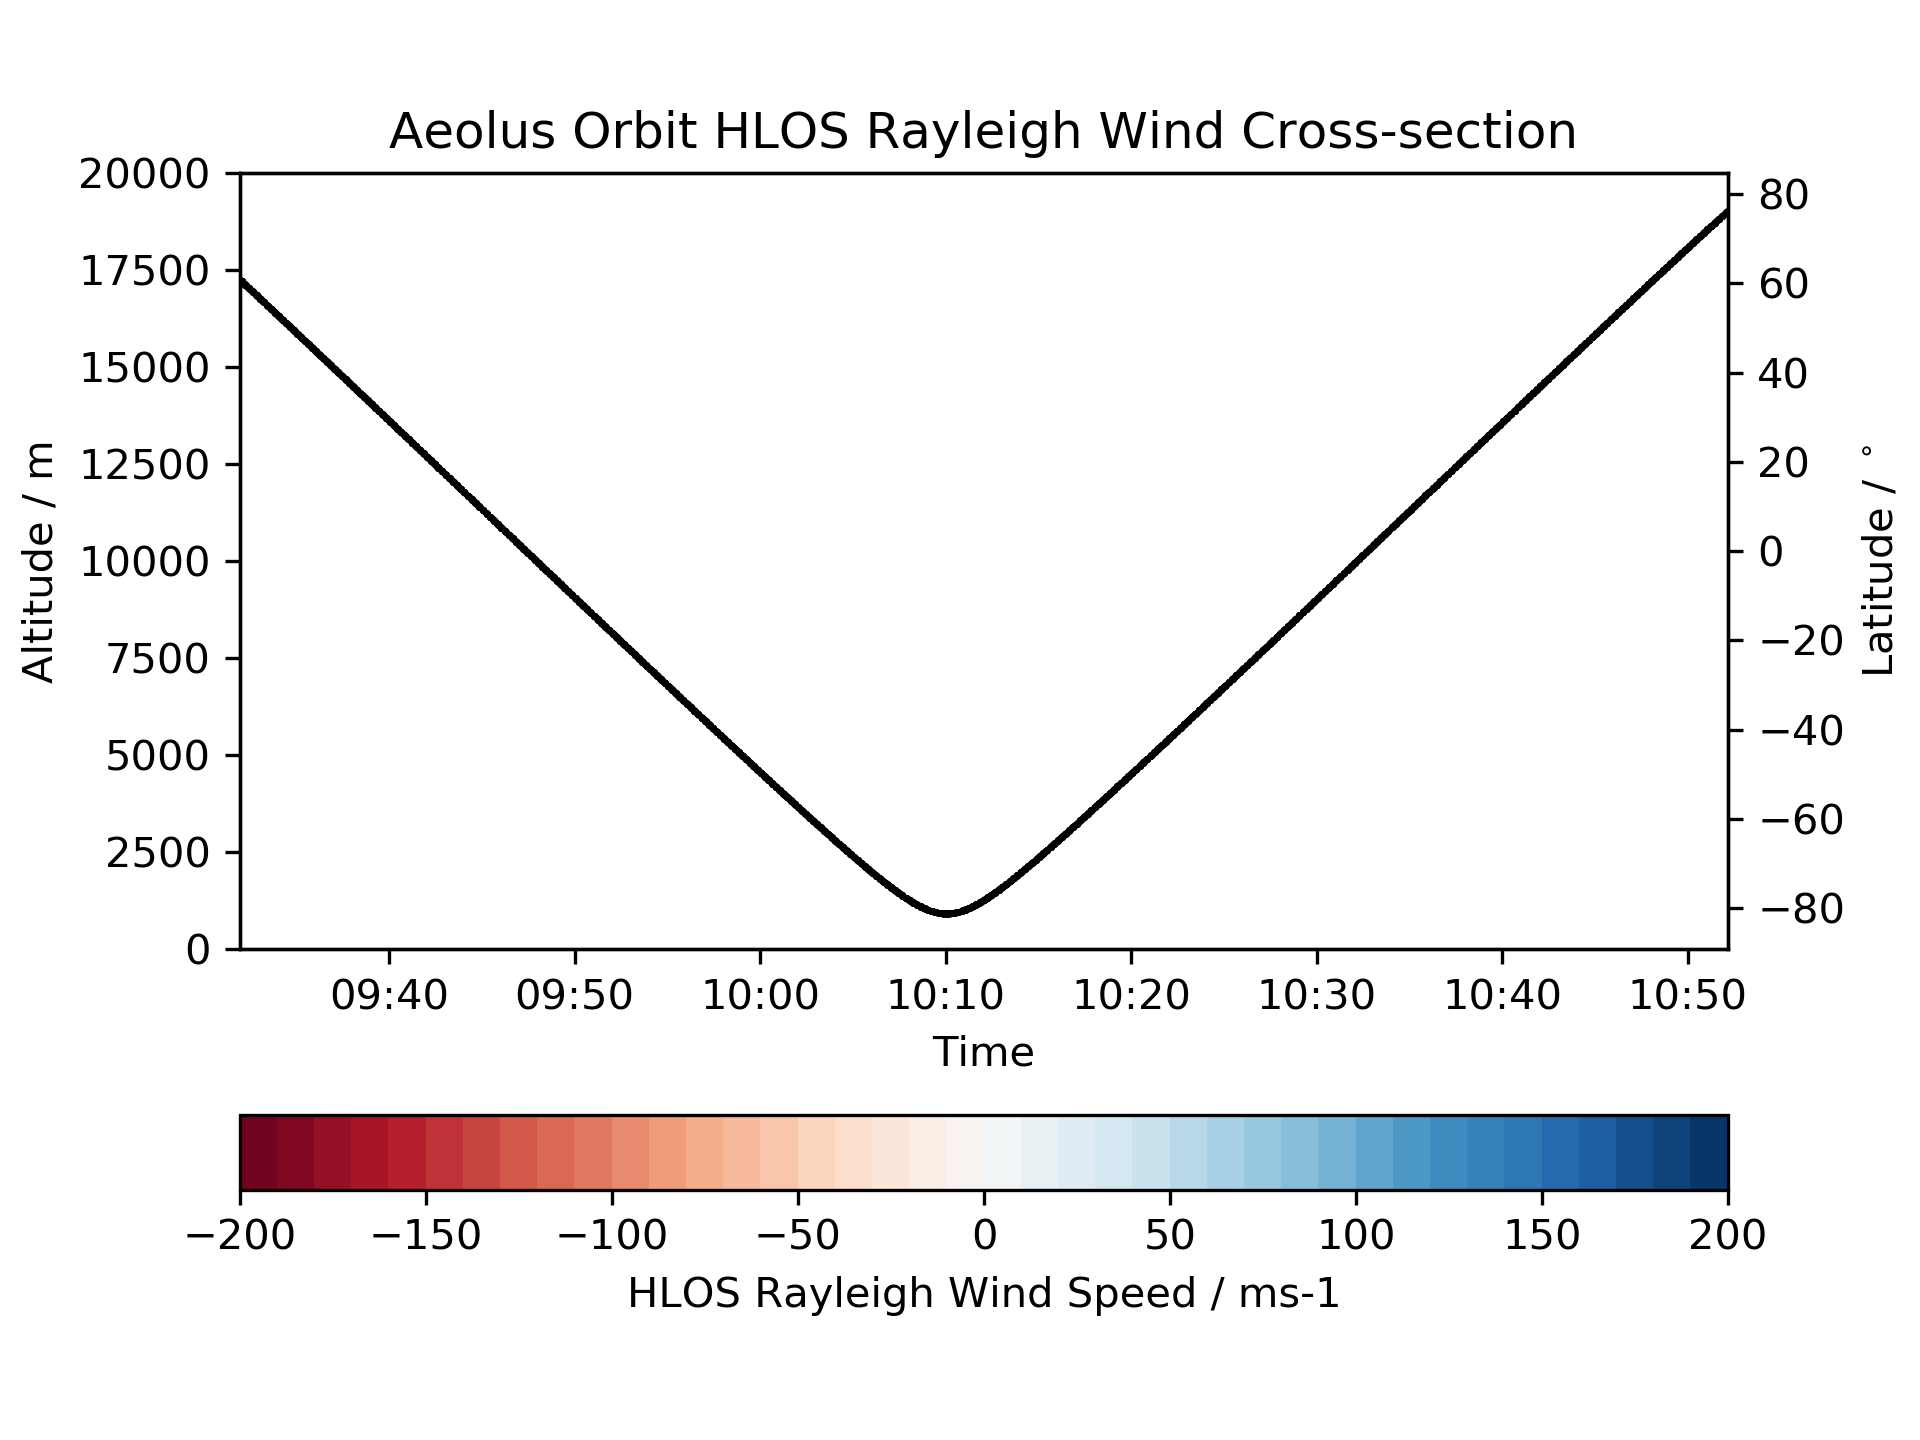 Aeolus Orbit HLOS Rayleigh Wind Cross-section
20000
17500
15000
12500
10000
7500
5000
2500
0
Altitude / m
80
60
40
20
0
−20
−40
−60
−80
Latitude / °
09:40 09:50 10:00 10:10 10:20 10:30 10:40 10:50
Time
−200 −150 −100 −50 0 50 100 150 200
HLOS Rayleigh Wind Speed / ms-1